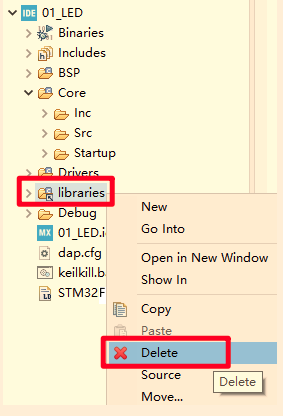 IDE 01_LED
Binaries
Includes
BSP
Core
Inc
Src
Startup
Drivers
libraries
Debug
MX 01_LED.i
dap.cfg
keilkill.ba
STM32F
New
Go Into
Open in New Window
Show In
Copy
Paste
Delete
Source
Move...
Delete